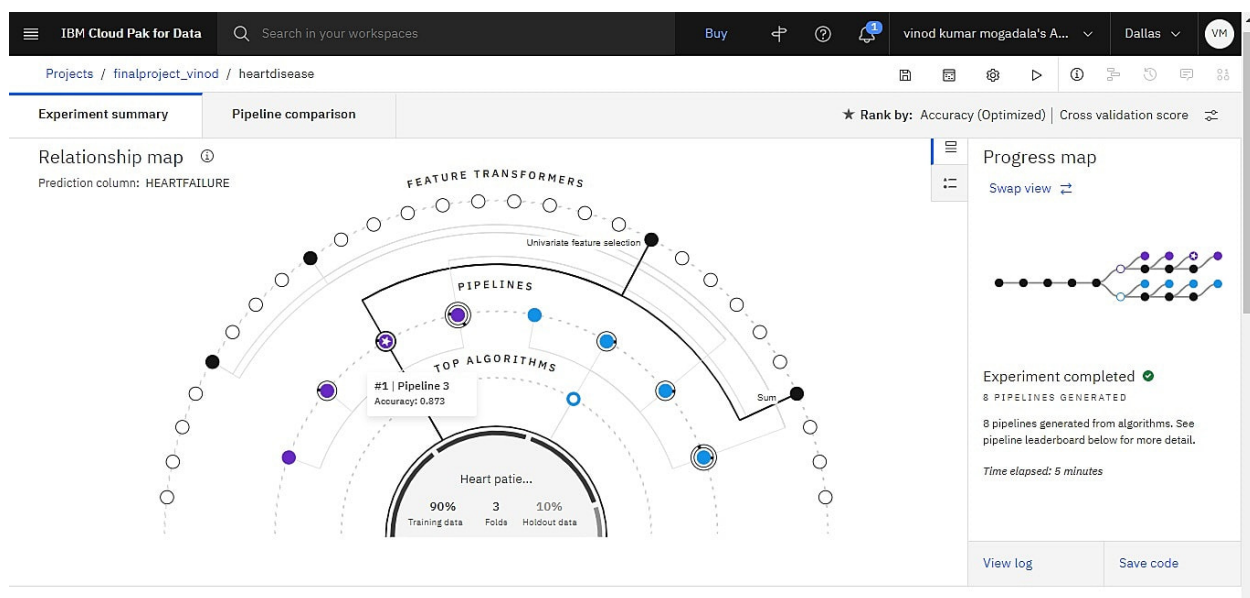 IBM Cloud Pak for Data
Search in your workspaces
Buy
1
vinod kumar mogadala's A...
Dallas
VM
Projects / finalproject_vinod / heartdisease
Experiment summary
Pipeline comparison
★ Rank by: Accuracy (Optimized) | Cross validation score
Relationship map
Prediction column: HEARTFAILURE
FEATURE TRANSFORMERS
Univariate feature selection
PIPELINES
TOP ALGORITHMS
#1 | Pipeline 3
Accuracy: 0.873
Sum
Heart patie...
90% 3 10%
Training data Folds Holdout data
Progress map
Swap view
Experiment completed
8 PIPELINES GENERATED
8 pipelines generated from algorithms. See
pipeline leaderboard below for more detail.
Time elapsed: 5 minutes
View log
Save code